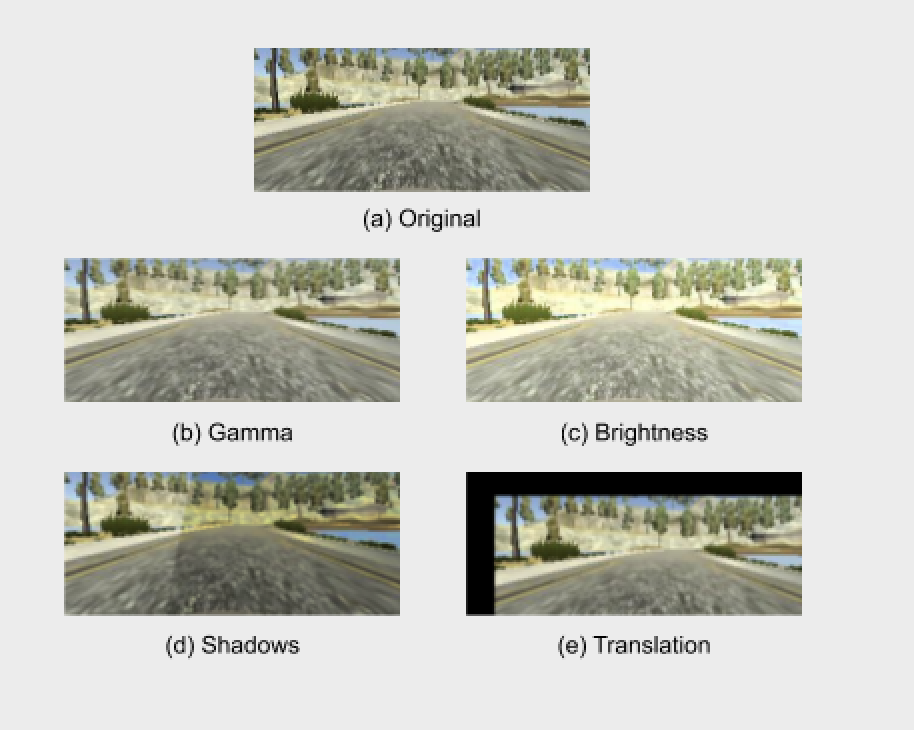 (a) Original
(b) Gamma
(c) Brightness
(d) Shadows
(e) Translation